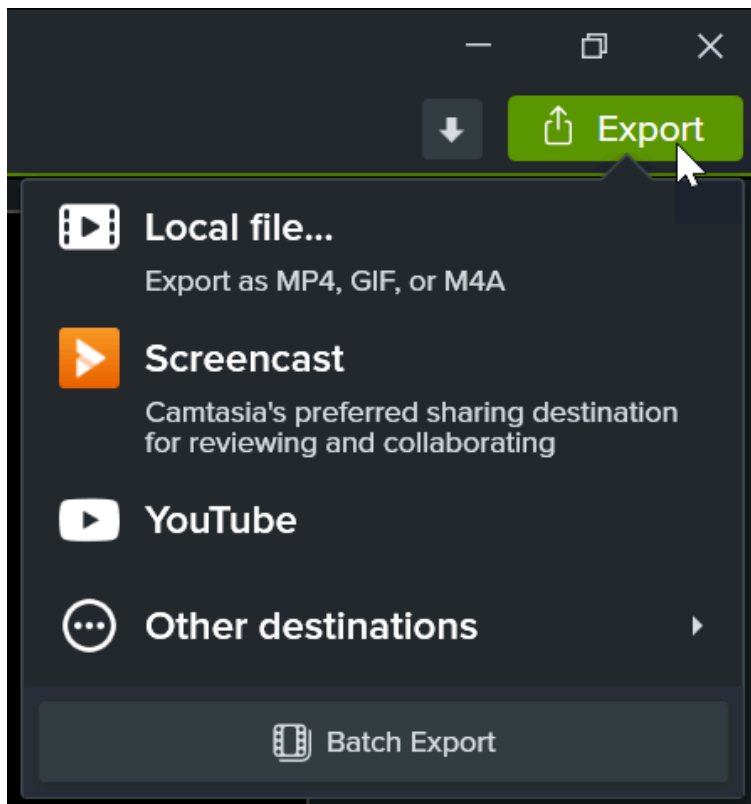 Export
Local file...
Export as MP4, GIF, or M4A
Screencast
Camtasia's preferred sharing destination
for reviewing and collaborating
YouTube
Other destinations
Batch Export